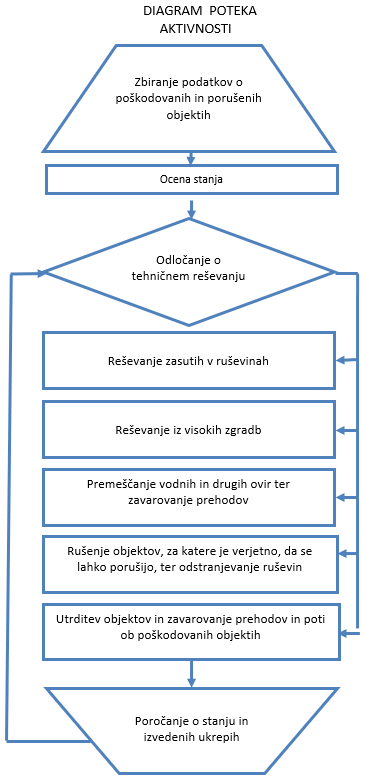 DIAGRAM POTEKA
AKTIVNOSTI
Zbiranje podatkov o
poškodovanih in porušenih
objektih
Ocena stanja
Odločanje o
tehničnem reševanju
Reševanje zasutih v ruševinah
Reševanje iz visokih zgradb
Premeščanje vodnih in drugih ovir ter
zavarovanje prehodov
Rušenje objektov, za katere je verjetno, da se
lahko porušijo, ter odstranjevanje ruševin
Utrditev objektov in zavarovanje prehodov in poti
ob poškodovanih objektih
Poročanje o stanju in
izvedenih ukrepih